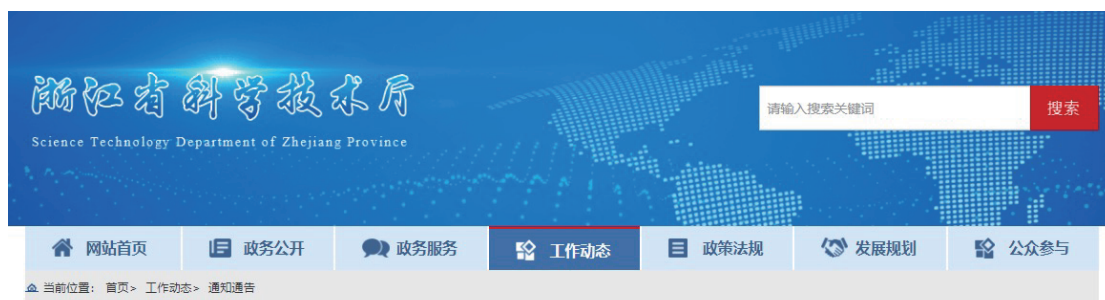 浙江省科学技术厅
Science Technology Department of Zhejiang Province
请输入搜索关键词 搜索
网站首页 政务公开 政务服务 工作动态 政策法规 发展规划 公众参与
当前位置: 首页> 工作动态> 通知通告